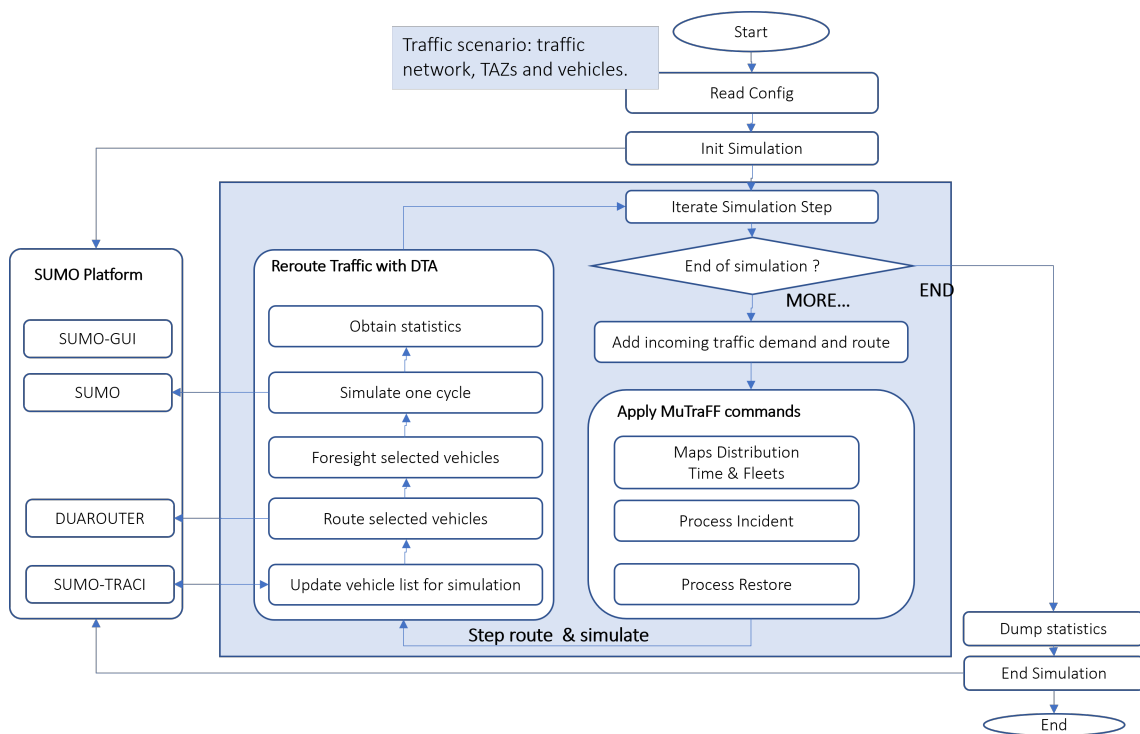 Start
Traffic scenario: traffic
network, TAZs and vehicles.
Read Config
Init Simulation
Iterate Simulation Step
End of simulation ?
MORE...
END
Add incoming traffic demand and route
Apply MuTraFF commands
Maps Distribution
Time & Fleets
Process Incident
Process Restore
Step route & simulate
Reroute Traffic with DTA
Obtain statistics
Simulate one cycle
Foresight selected vehicles
Route selected vehicles
Update vehicle list for simulation
SUMO Platform
SUMO-GUI
SUMO
DUAROUTER
SUMO-TRACI
Dump statistics
End Simulation
End